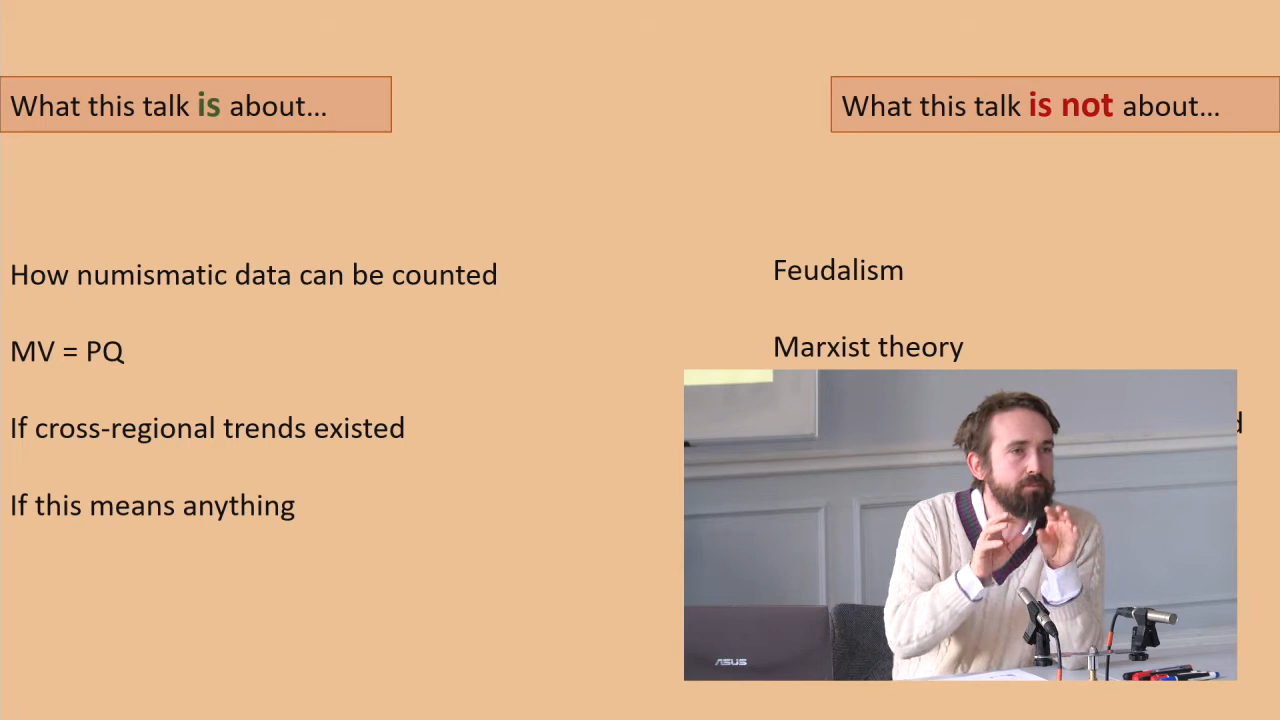 What this talk is about...
What this talk is not about...
How numismatic data can be counted
MV = PQ
If cross-regional trends existed
If this means anything
Feudalism
Marxist theory
ASUS